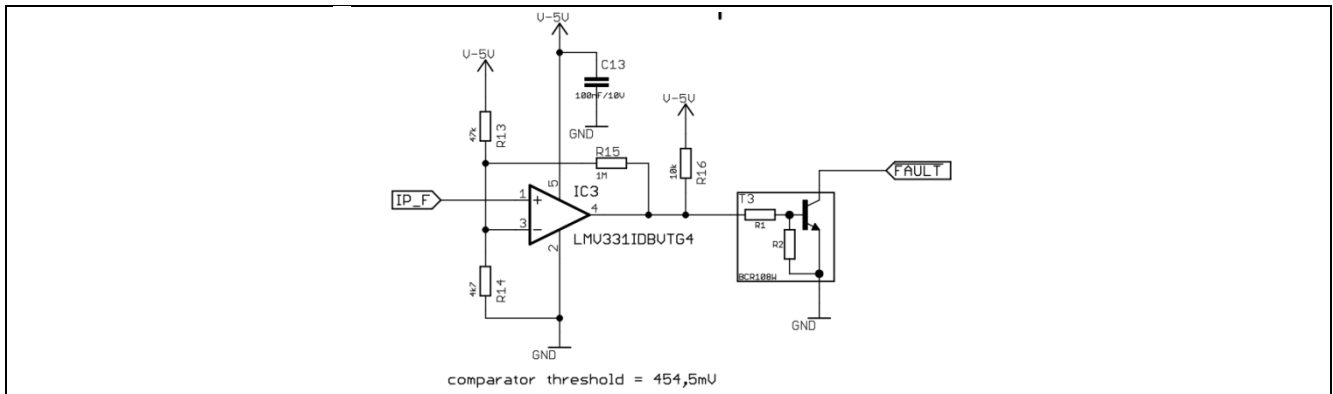 V-5V
V-5V
C13
100nF/10V
V-5V
GND
47k
R13
R15
1M
10k
R16
FAULT
IP_F
1
+
5
IC3
4
T3
3
-
2
LMV331IDBVTG4
R1
R2
4k7
R14
BCR108W
GND
GND
comparator threshold = 454,5mV